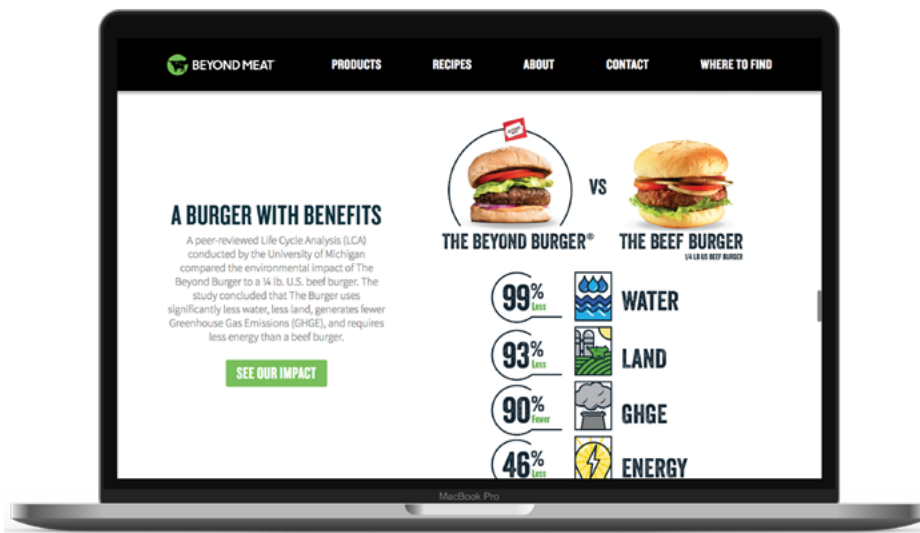 BEYOND MEAT
PRODUCTS
RECIPES
ABOUT
CONTACT
WHERE TO FIND
A BURGER WITH BENEFITS
A peer-reviewed Life Cycle Analysis (LCA)
conducted by the University of Michigan
compared the environmental impact of The
Beyond Burger to a ¼ lb. U.S. beef burger. The
study concluded that The Burger uses
significantly less water, less land, generates fewer
Greenhouse Gas Emissions (GHGE), and requires
less energy than a beef burger.
SEE OUR IMPACT
VS
THE BEYOND BURGER®
THE BEEF BURGER
1/4 LB US BEEF BURGER
99% Less WATER
93% Less LAND
90% Fewer GHGE
46% Less ENERGY
MacBook Pro